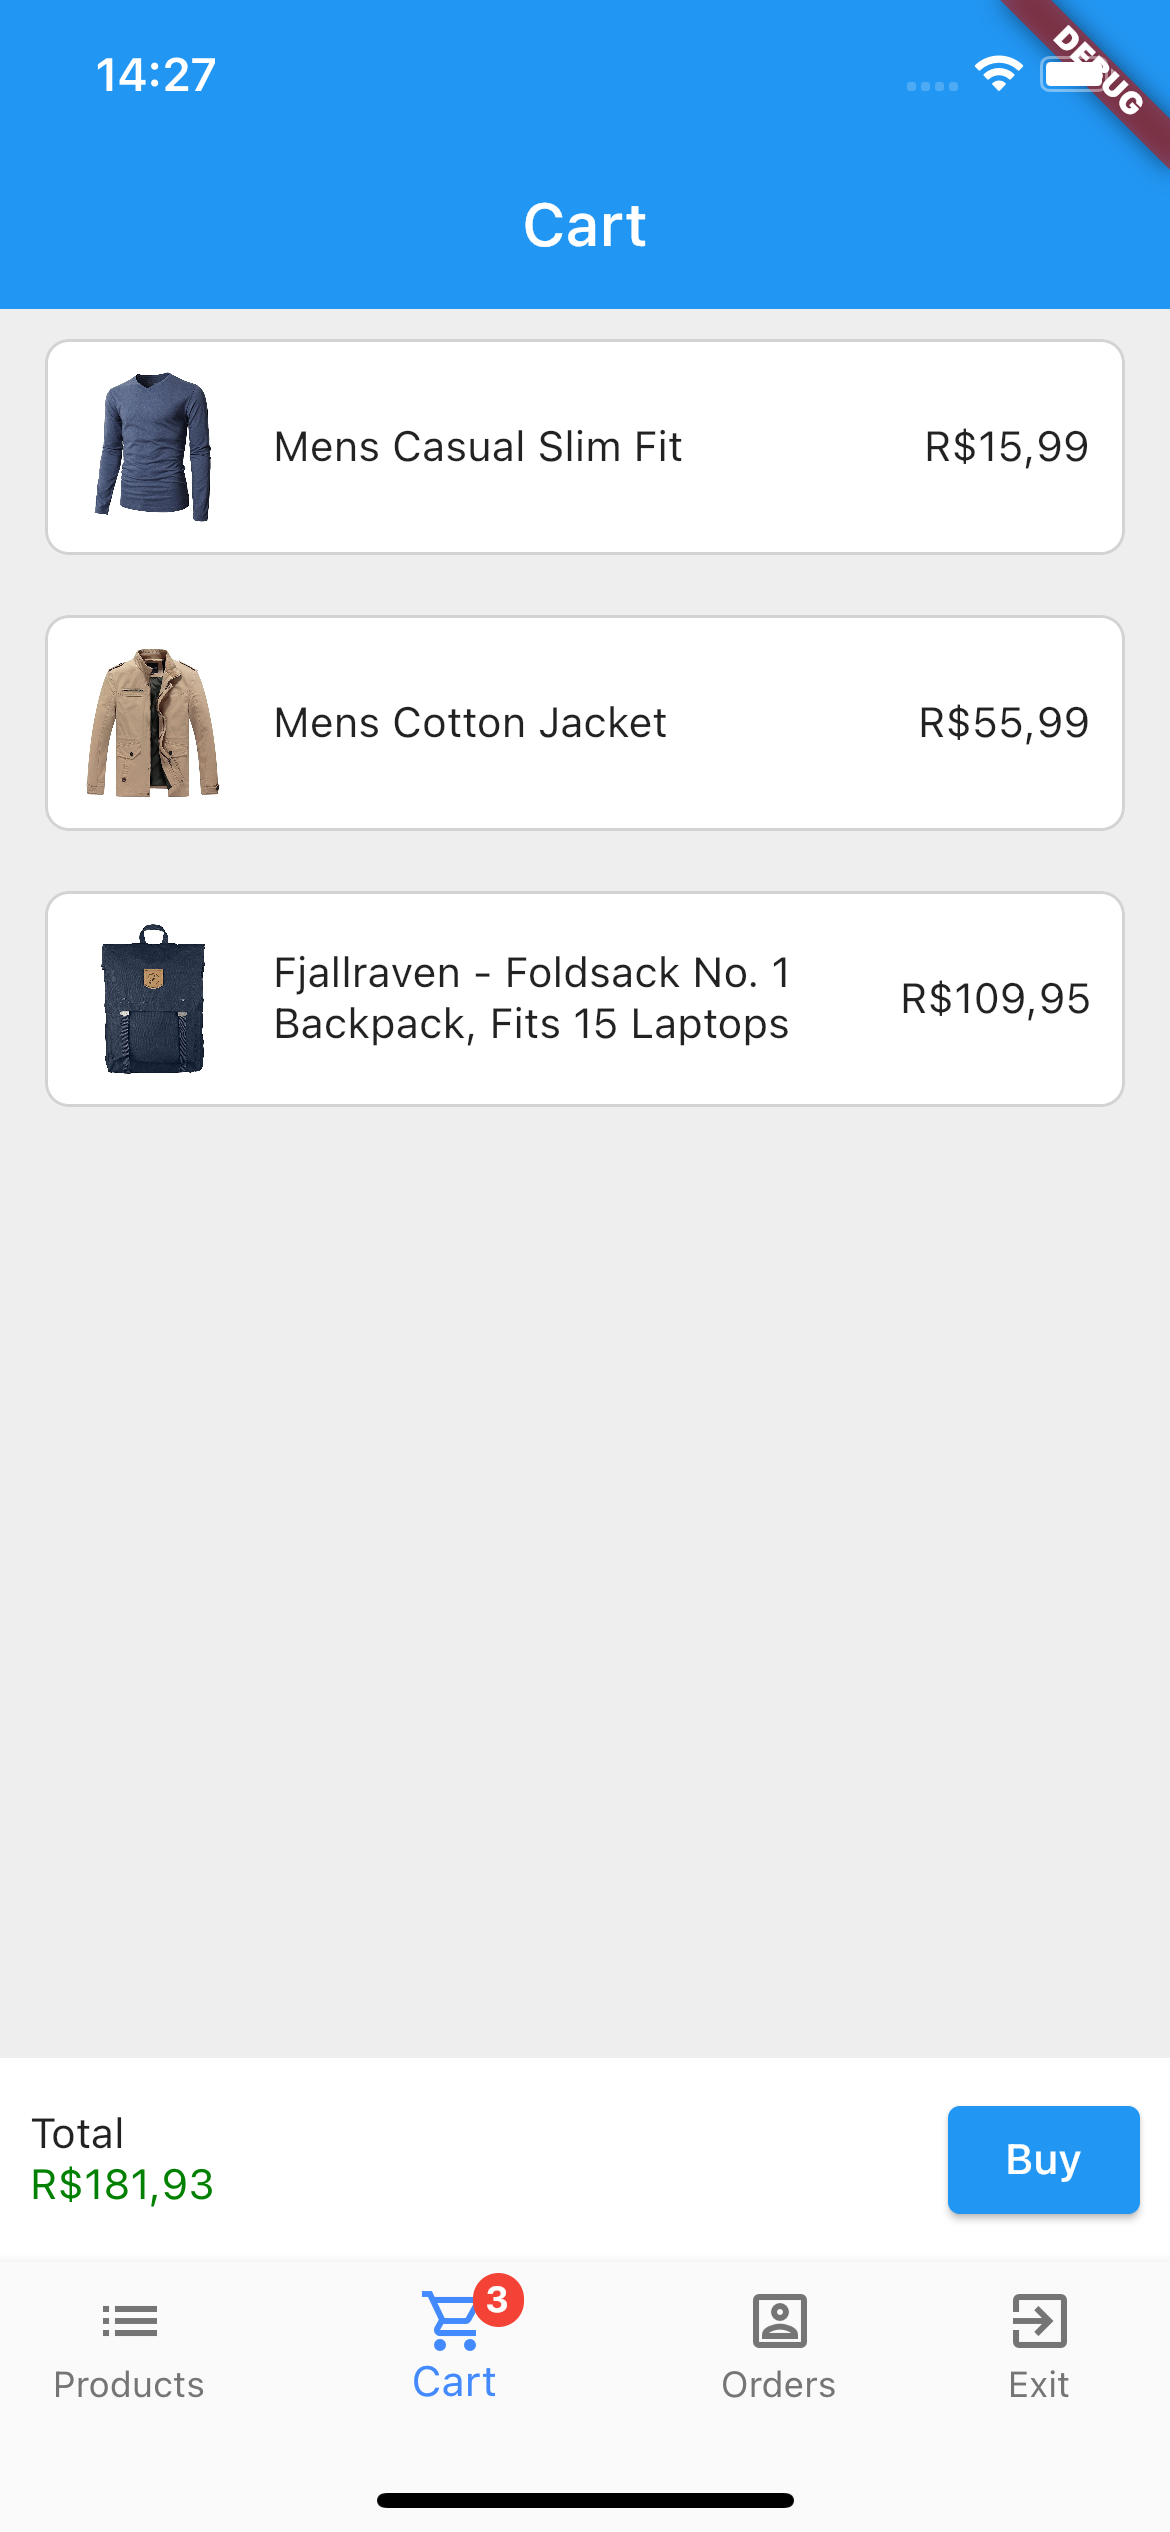 14:27
DEBUG
Cart
Mens Casual Slim Fit
R$15,99
Mens Cotton Jacket
R$55,99
Fjallraven - Foldsack No. 1
Backpack, Fits 15 Laptops
R$109,95
Total
R$181,93
Buy
3
Products
Cart
Orders
Exit